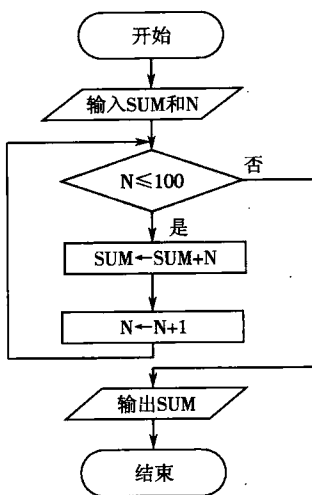 开始
输入SUM和N
N≤100
否
是
SUM←SUM+N
N←N+1
输出SUM
结束